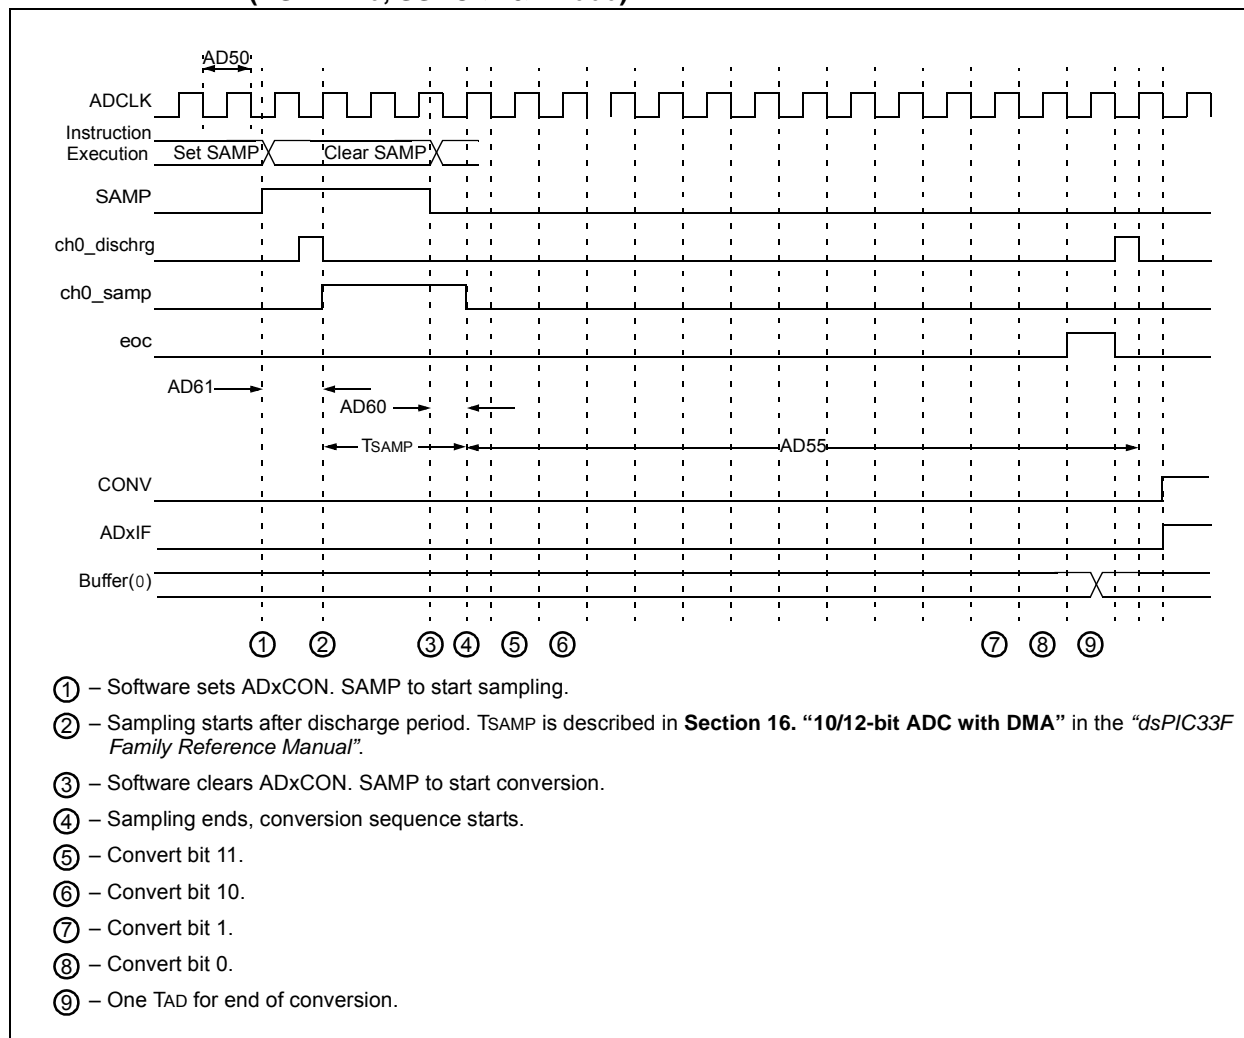 AD50
ADCLK
Instruction
Execution
Set SAMP
Clear SAMP
SAMP
ch0_dischrg
ch0_samp
eoc
AD61
AD60
TSAMP
AD55
CONV
ADxIF
Buffer(0)
1 2 3 4 5 6 7 8 9
1 – Software sets ADxCON. SAMP to start sampling.
2 – Sampling starts after discharge period. TSAMP is described in Section 16. “10/12-bit ADC with DMA” in the “dsPIC33F
Family Reference Manual”.
3 – Software clears ADxCON. SAMP to start conversion.
4 – Sampling ends, conversion sequence starts.
5 – Convert bit 11.
6 – Convert bit 10.
7 – Convert bit 1.
8 – Convert bit 0.
9 – One TAD for end of conversion.